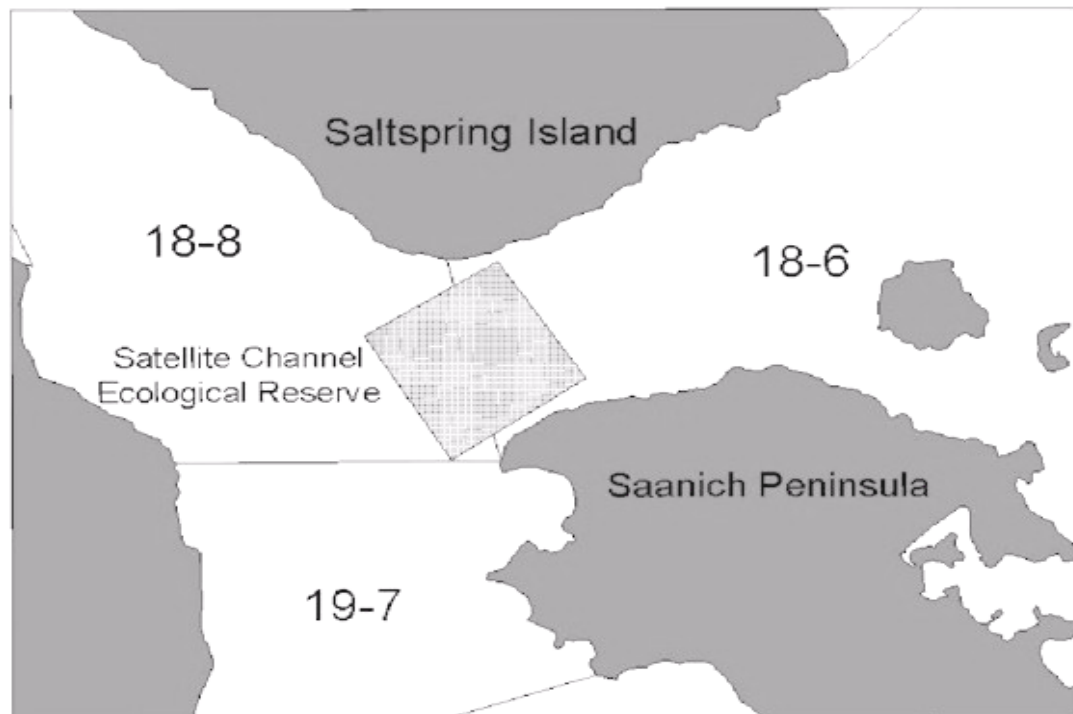 Saltspring Island
18-8
18-6
Satellite Channel
Ecological Reserve
Saanich Peninsula
19-7